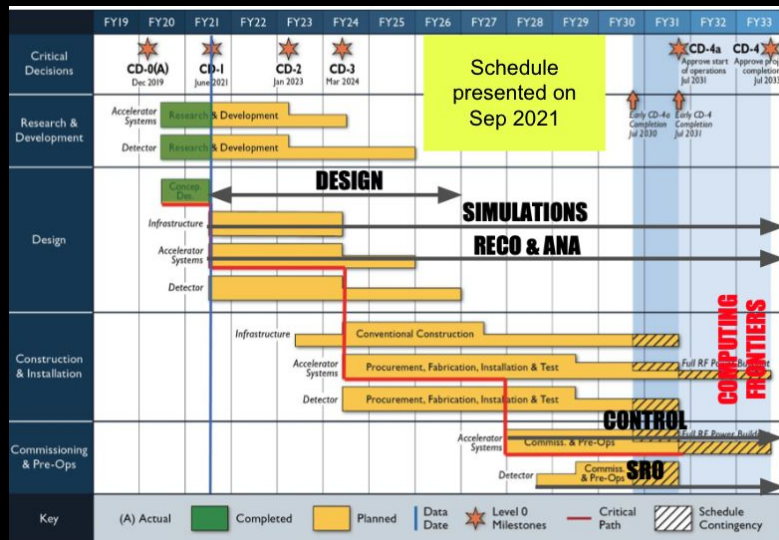 FY19 FY20 FY21 FY22 FY23 FY24 FY25 FY26 FY27 FY28 FY29 FY30 FY31 FY32 FY33
Critical
Decisions
CD-0(A)
Dec 2019
CD-1
June 2021
CD-2
Jan 2023
CD-3
Mar 2024
Schedule
presented on
Sep 2021
CD-4a
Approve start
of operations
Jul 2031
CD-4
Approve proj
completion
Jul 2033
Early CD-4a
Completion
Jul 2030
Early CD-4
Completion
Jul 2031
Research &
Development
Accelerator
Systems
Research & Development
Detector
Research & Development
Design
Concep.
Des.
DESIGN
Infrastructure
SIMULATIONS
Accelerator
Systems
RECO & ANA
Detector
COMPUTING
FRONTIERS
Construction
& Installation
Infrastructure
Conventional Construction
Accelerator
Systems
Procurement, Fabrication, Installation & Test
Full RF Power Buildout
Detector
Procurement, Fabrication, Installation & Test
Commissioning
& Pre-Ops
CONTROL
Accelerator
Systems
Commiss. & Pre-Ops
Full RF Power
Detector
Commiss.
& Pre-Ops
SRO
Key
(A) Actual
Completed
Planned
Data
Date
Level 0
Milestones
Critical
Path
Schedule
Contingency